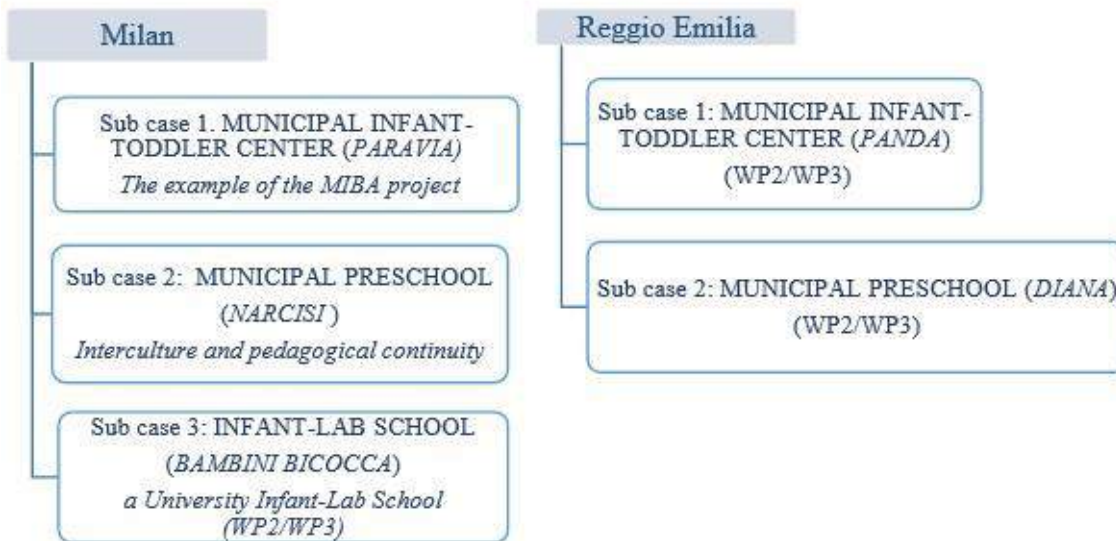 Milan
Sub case 1. MUNICIPAL INFANT-
TODDLER CENTER (PARAVIA)
The example of the MIBA project
Sub case 2: MUNICIPAL PRESCHOOL
(NARCISI )
Interculture and pedagogical continuity
Sub case 3: INFANT-LAB SCHOOL
(BAMBINI BICOCCA)
a University Infant-Lab School
(WP2/WP3)
Reggio Emilia
Sub case 1: MUNICIPAL INFANT-
TODDLER CENTER (PANDA)
(WP2/WP3)
Sub case 2: MUNICIPAL PRESCHOOL (DIANA)
(WP2/WP3)